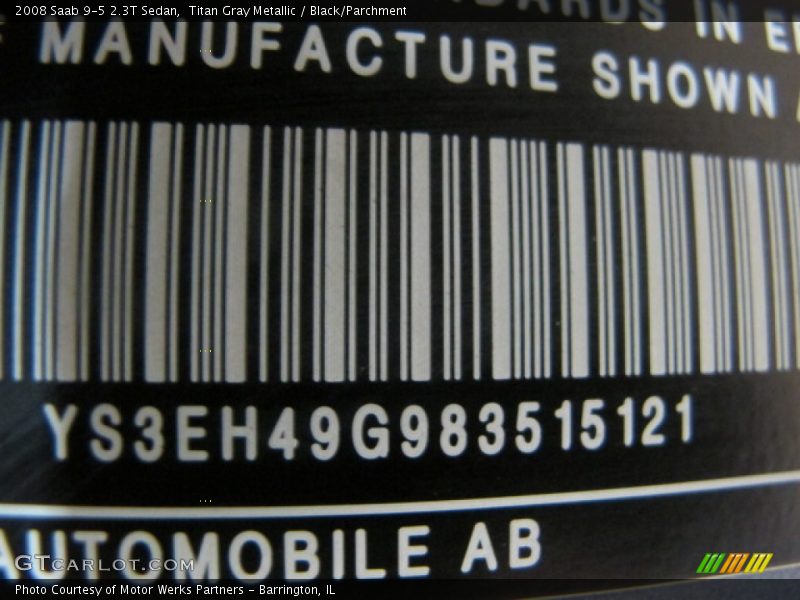 2008 Saab 9-5 2.3T Sedan, Titan Gray Metallic / Black/Parchment
IN
MANUFACTURE SHOWN
YS3EH49G983515121
AUTOMOBILE AB
GTCarLot.com
Photo Courtesy of Motor Werks Partners - Barrington, IL